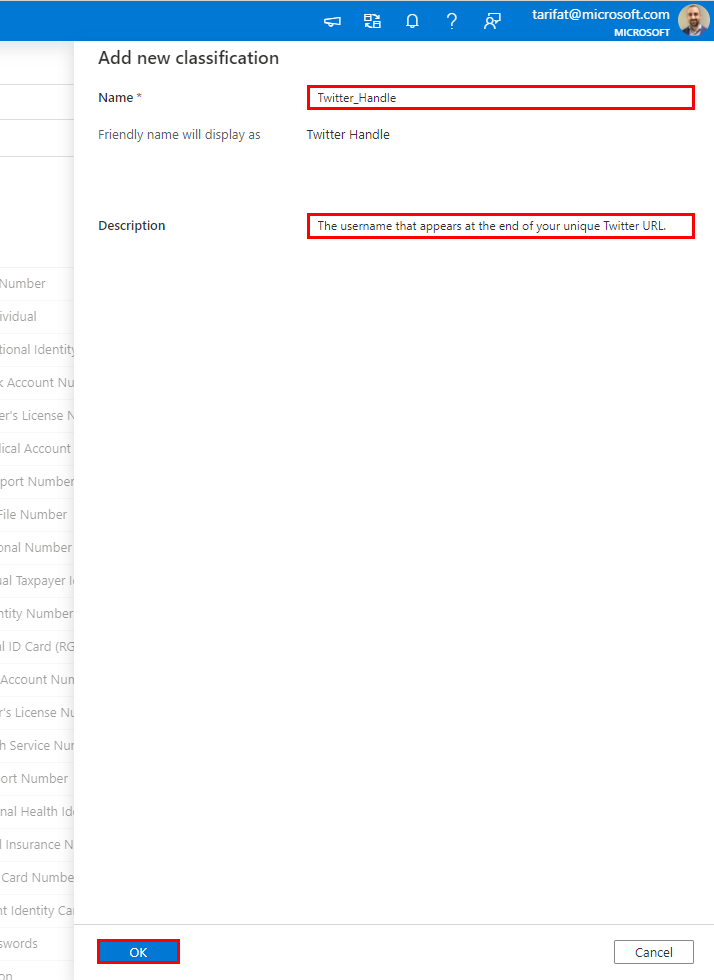 tarifat@microsoft.com
MICROSOFT
Add new classification
Name *
Twitter_Handle
Friendly name will display as
Twitter Handle
Description
The username that appears at the end of your unique Twitter URL.
Number
ividual
tional Identity
k Account Nu
er's License N
lical Account
port Number
File Number
onal Number
ual Taxpayer I
ntity Number
l ID Card (RG
Account Num
r's License Nu
h Service Nur
ort Number
nal Health Ide
l Insurance N
Card Numbe
nt Identity Ca
swords
on
OK
Cancel